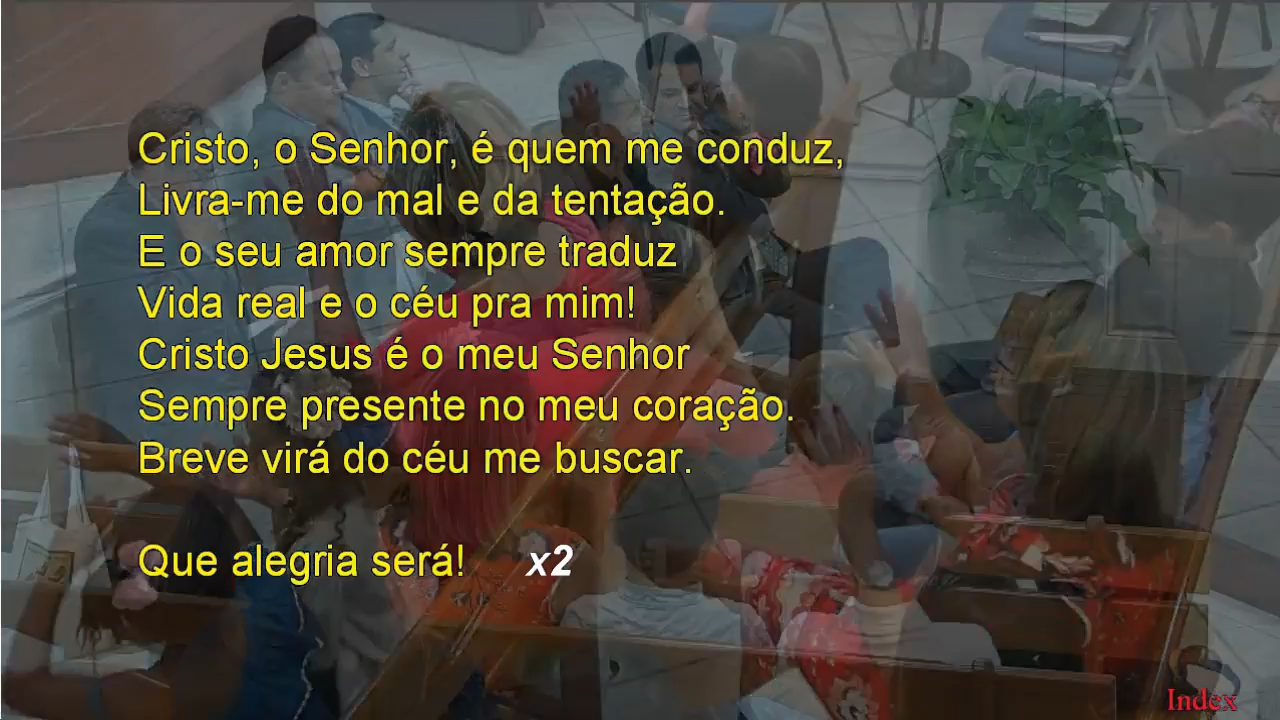 Cristo, o Senhor, é quem me conduz,
Livra-me do mal e da tentação.
E o seu amor sempre traduz
Vida real e o céu pra mim!
Cristo Jesus é o meu Senhor
Sempre presente no meu coração.
Breve virá do céu me buscar.
Que alegria será! x2
Index